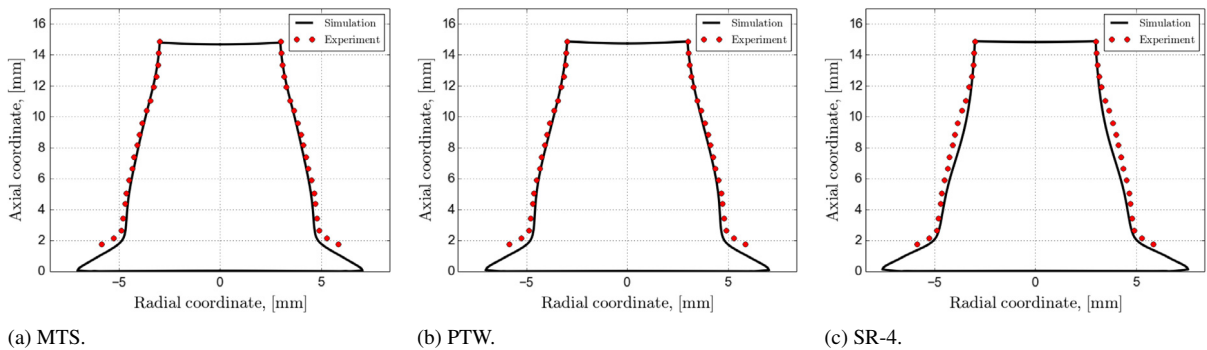 16
14
12
10
8
6
4
2
0
Axial coordinate, [mm]
Simulation
Experiment
−5
0
5
Radial coordinate, [mm]
(a) MTS.
16
14
12
10
8
6
4
2
0
Axial coordinate, [mm]
Simulation
Experiment
−5
0
5
Radial coordinate, [mm]
(b) PTW.
16
14
12
10
8
6
4
2
0
Axial coordinate, [mm]
Simulation
Experiment
−5
0
5
Radial coordinate, [mm]
(c) SR-4.